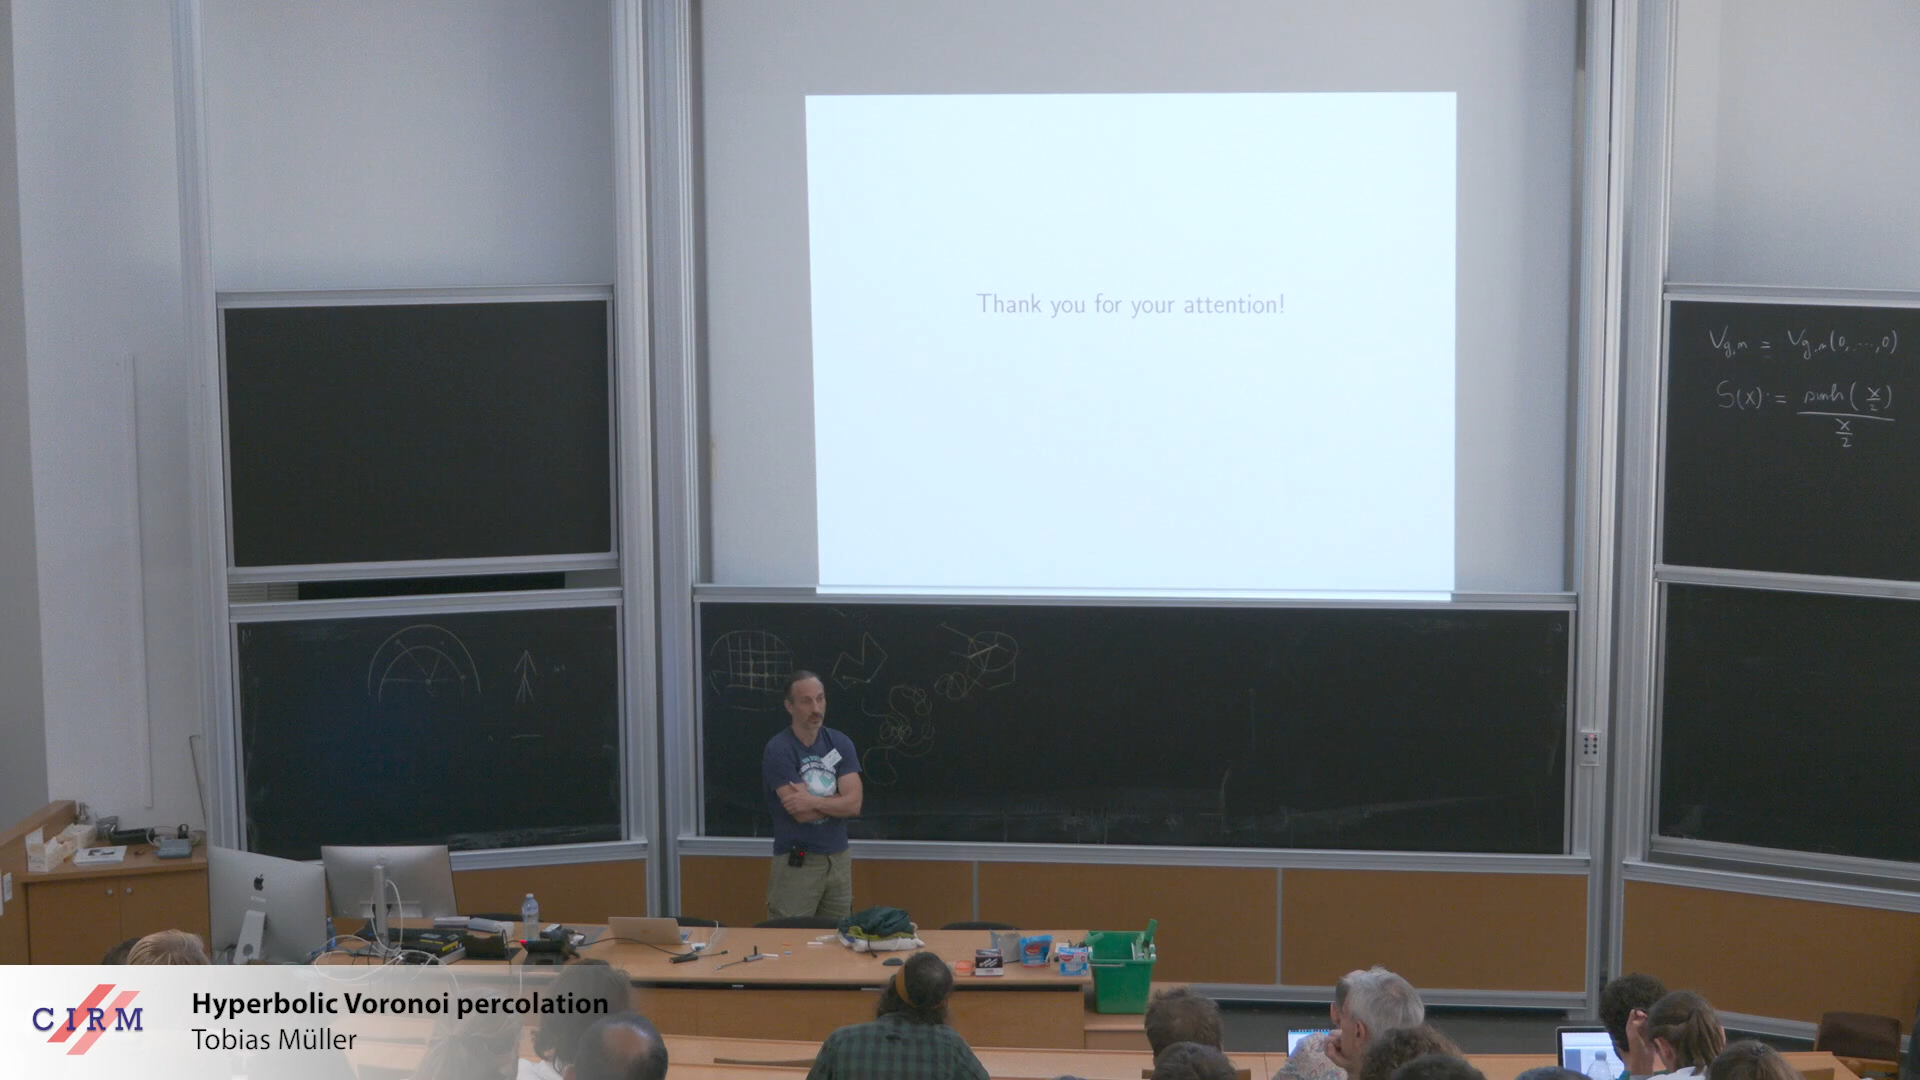 Thank you for your attention!
V_{g,n} = V_{g,n}(0, ..., 0)
S(x) := sinh(x/2) / (x/2)
CIRM
Hyperbolic Voronoi percolation
Tobias Müller